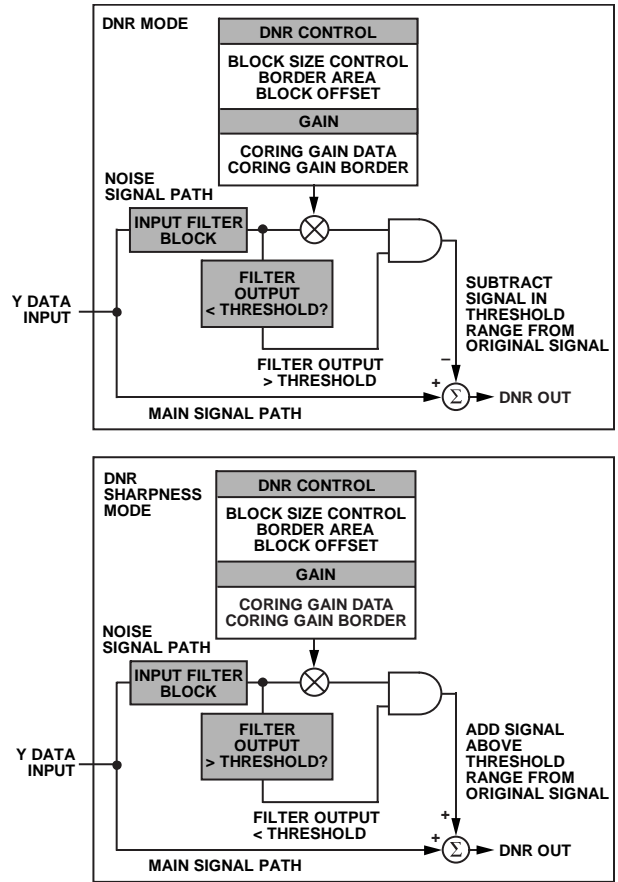 DNR MODE
DNR CONTROL
BLOCK SIZE CONTROL
BORDER AREA
BLOCK OFFSET
GAIN
CORING GAIN DATA
CORING GAIN BORDER
NOISE
SIGNAL PATH
INPUT FILTER
BLOCK
FILTER
OUTPUT
< THRESHOLD?
Y DATA
INPUT
SUBTRACT
SIGNAL IN
THRESHOLD
RANGE FROM
ORIGINAL SIGNAL
FILTER OUTPUT
> THRESHOLD
–
+
Σ
DNR OUT
MAIN SIGNAL PATH
DNR
SHARPNESS
MODE
DNR CONTROL
BLOCK SIZE CONTROL
BORDER AREA
BLOCK OFFSET
GAIN
CORING GAIN DATA
CORING GAIN BORDER
NOISE
SIGNAL PATH
INPUT FILTER
BLOCK
FILTER
OUTPUT
> THRESHOLD?
Y DATA
INPUT
ADD SIGNAL
ABOVE
THRESHOLD
RANGE FROM
ORIGINAL SIGNAL
FILTER OUTPUT
< THRESHOLD
+
+
Σ
DNR OUT
MAIN SIGNAL PATH